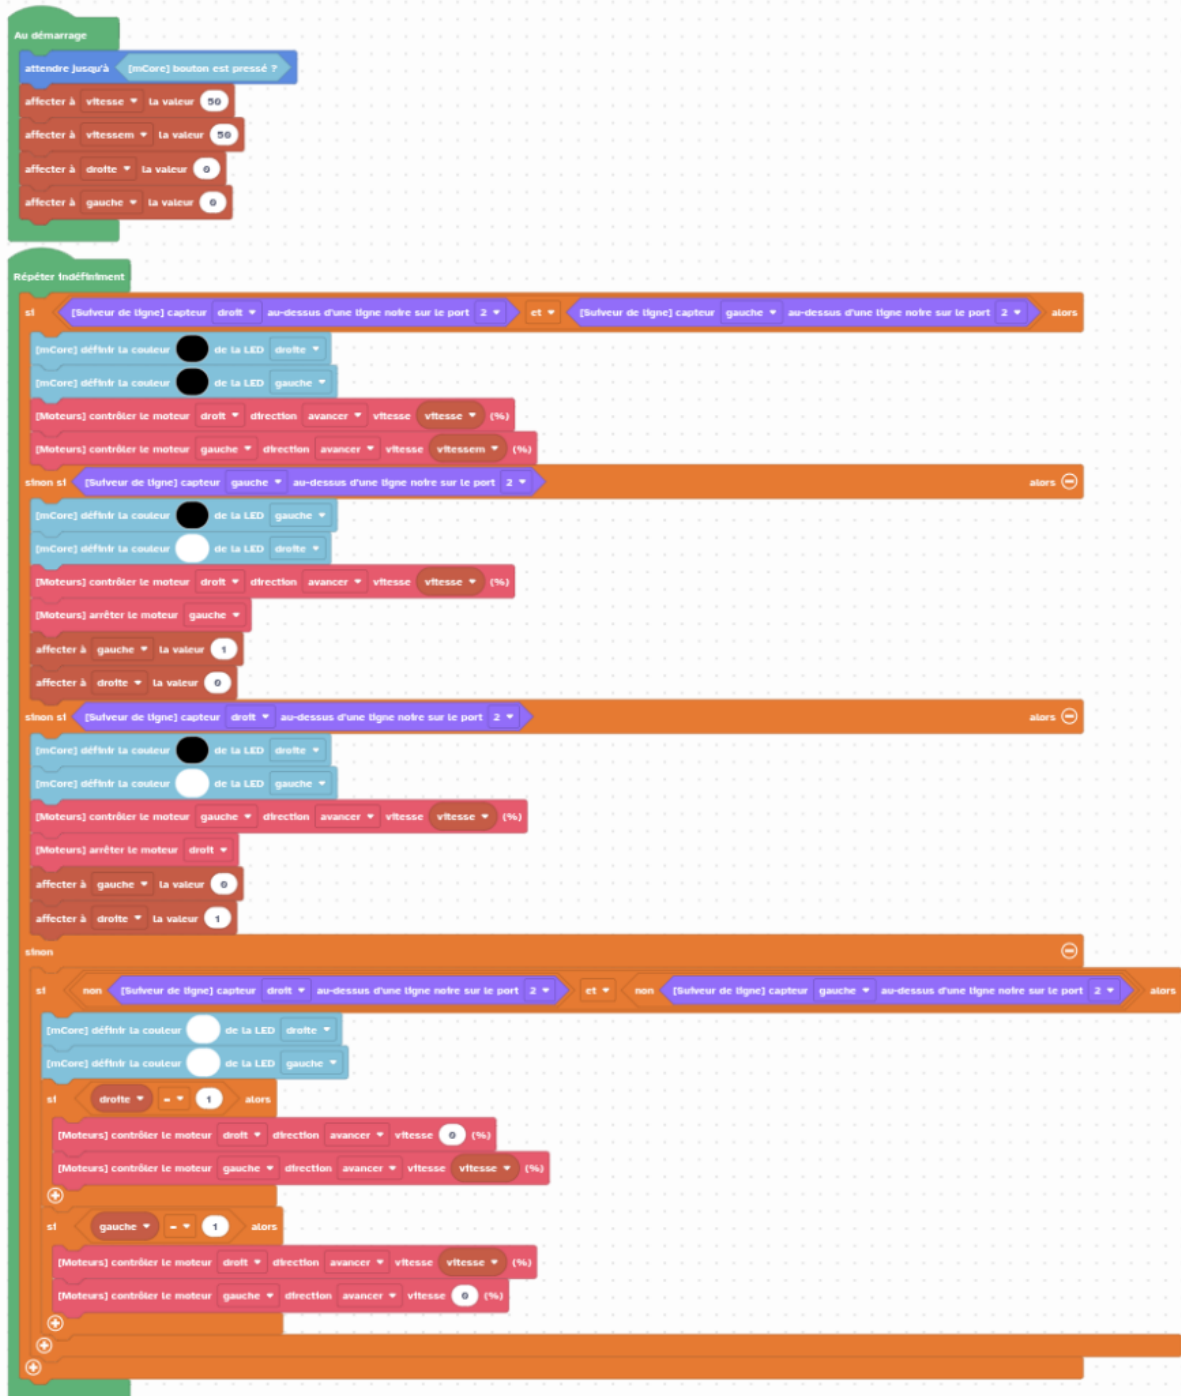 Au démarrage
attendre jusqu'à [mCore] bouton est pressé ?
affecter à vitesse la valeur 50
affecter à vitessem la valeur 50
affecter à droite la valeur 0
affecter à gauche la valeur 0
Répéter indéfiniment
si [Suiveur de ligne] capteur droit au-dessus d'une ligne noire sur le port 2 et [Suiveur de ligne] capteur gauche au-dessus d'une ligne noire sur le port 2 alors
[mCore] définir la couleur de la LED droite
[mCore] définir la couleur de la LED gauche
[Moteurs] contrôler le moteur droit direction avancer vitesse vitesse (%)
[Moteurs] contrôler le moteur gauche direction avancer vitesse vitessem (%)
sinon si [Suiveur de ligne] capteur gauche au-dessus d'une ligne noire sur le port 2 alors
[mCore] définir la couleur de la LED gauche
[mCore] définir la couleur de la LED droite
[Moteurs] contrôler le moteur droit direction avancer vitesse vitesse (%)
[Moteurs] arrêter le moteur gauche
affecter à gauche la valeur 1
affecter à droite la valeur 0
sinon si [Suiveur de ligne] capteur droit au-dessus d'une ligne noire sur le port 2 alors
[mCore] définir la couleur de la LED droite
[mCore] définir la couleur de la LED gauche
[Moteurs] contrôler le moteur gauche direction avancer vitesse vitesse (%)
[Moteurs] arrêter le moteur droit
affecter à gauche la valeur 0
affecter à droite la valeur 1
sinon
si non [Suiveur de ligne] capteur droit au-dessus d'une ligne noire sur le port 2 et non [Suiveur de ligne] capteur gauche au-dessus d'une ligne noire sur le port 2 alors
[mCore] définir la couleur de la LED droite
[mCore] définir la couleur de la LED gauche
si droite = 1 alors
[Moteurs] contrôler le moteur droit direction avancer vitesse 0 (%)
[Moteurs] contrôler le moteur gauche direction avancer vitesse vitesse (%)
si gauche = 1 alors
[Moteurs] contrôler le moteur droit direction avancer vitesse vitesse (%)
[Moteurs] contrôler le moteur gauche direction avancer vitesse 0 (%)